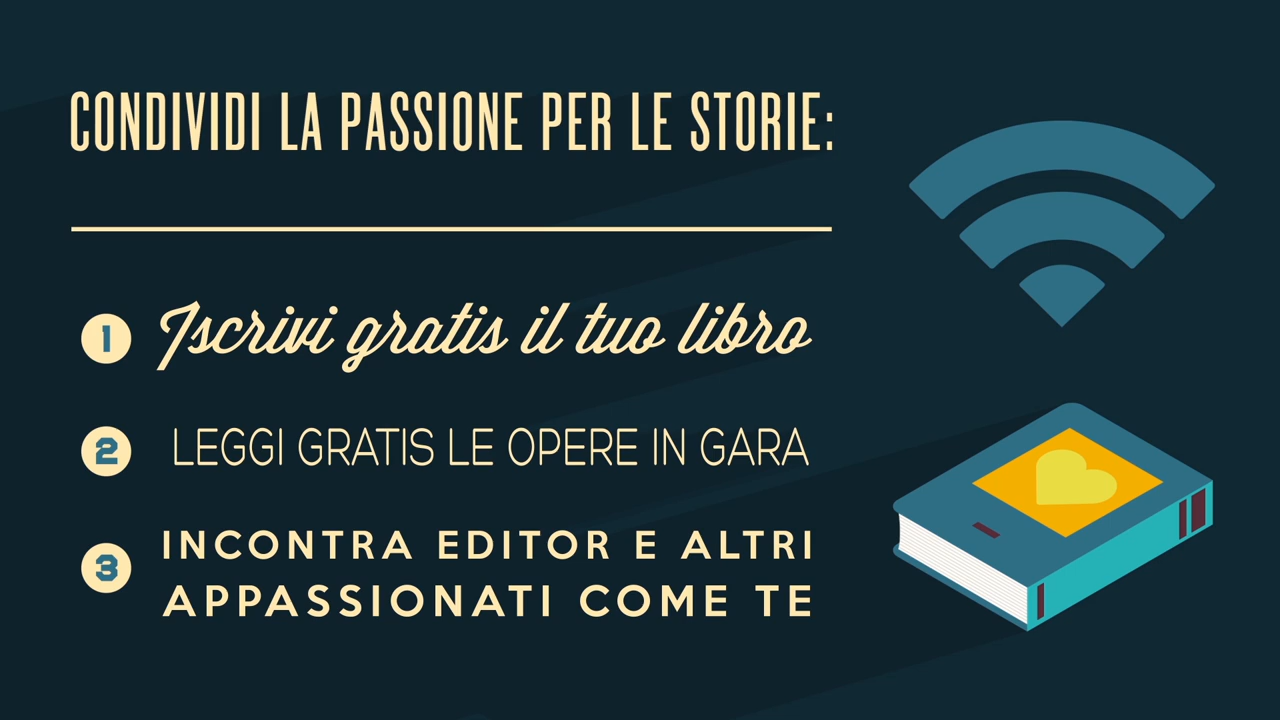 CONDIVIDI LA PASSIONE PER LE STORIE:
1 Iscrivi gratis il tuo libro
2 LEGGI GRATIS LE OPERE IN GARA
3 INCONTRA EDITOR E ALTRI
APPASSIONATI COME TE